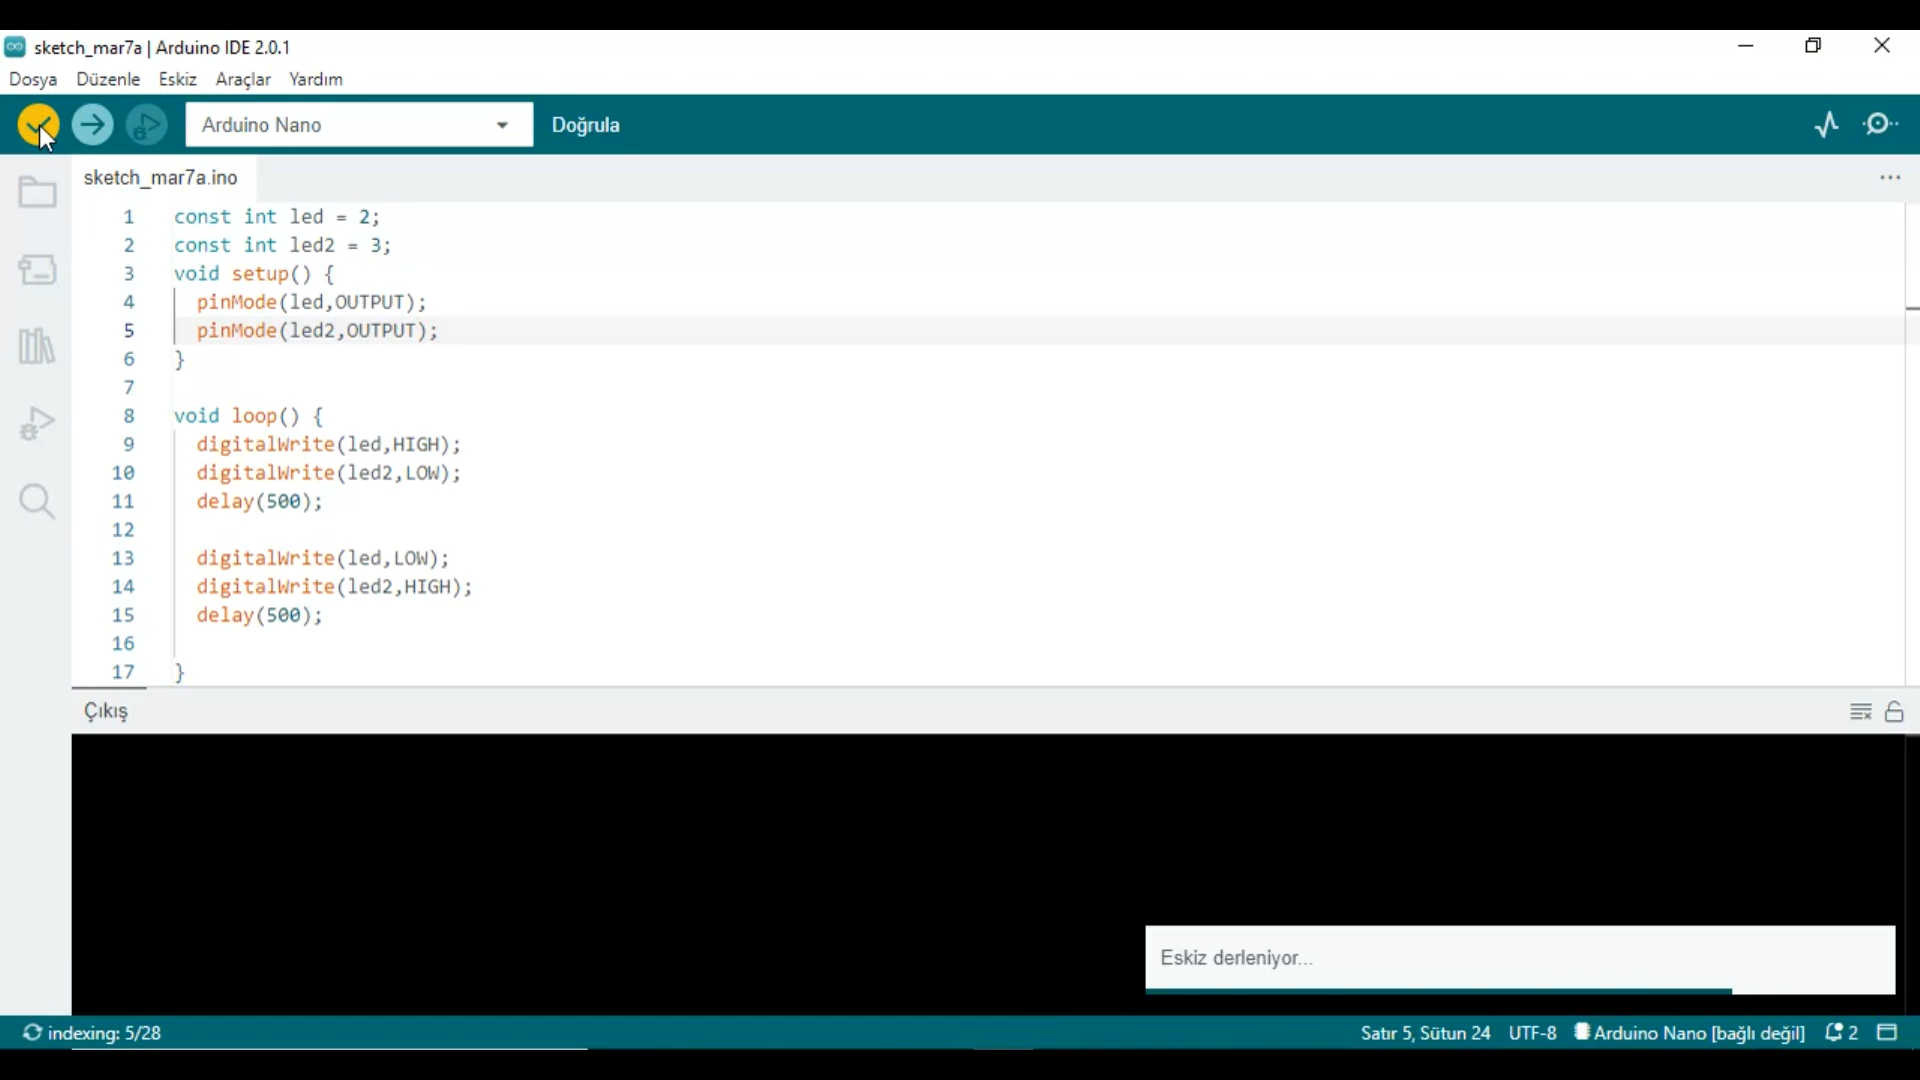 sketch_mar7a | Arduino IDE 2.0.1
Dosya Düzenle Eskiz Araçlar Yardım
Arduino Nano
Doğrula
sketch_mar7a.ino
1 const int led = 2;
2 const int led2 = 3;
3 void setup() {
4 pinMode(led,OUTPUT);
5 pinMode(led2,OUTPUT);
6 }
7
8 void loop() {
9 digitalWrite(led,HIGH);
10 digitalWrite(led2,LOW);
11 delay(500);
12
13 digitalWrite(led,LOW);
14 digitalWrite(led2,HIGH);
15 delay(500);
16
17 }
Çıkış
Eskiz derleniyor...
indexing: 5/28
Satır 5, Sütun 24 UTF-8 Arduino Nano [bağlı değil] 2